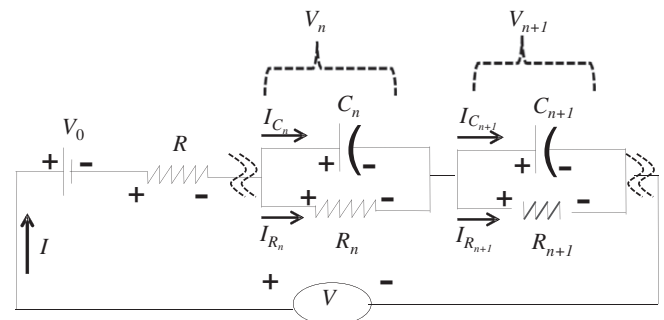 V_n V_{n+1}
I_{C_n} C_n I_{C_{n+1}} C_{n+1}
V_0 R
+ - + - + -
+ - + - + -
I I_{R_n} R_n I_{R_{n+1}} R_{n+1}
+ V -